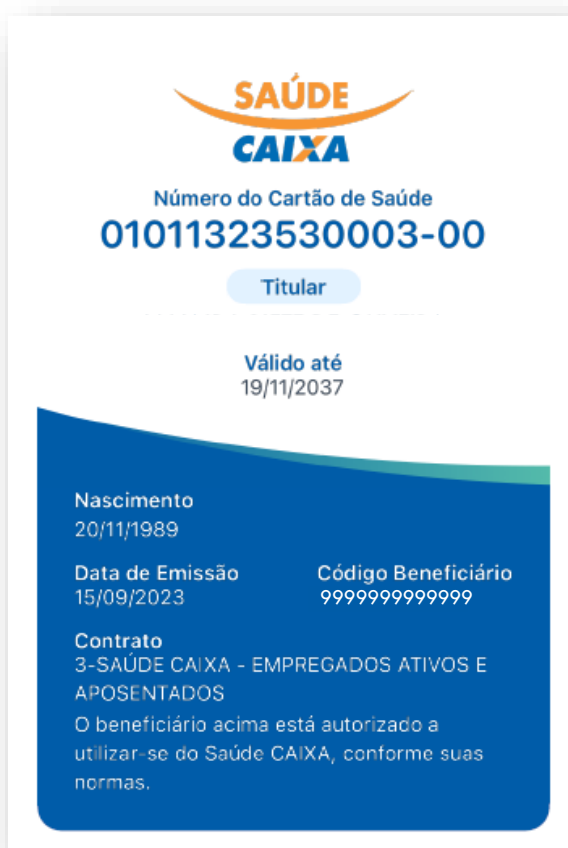 SAÚDE
CAIXA
Número do Cartão de Saúde
01011323530003-00
Titular
Válido até
19/11/2037
Nascimento
20/11/1989
Data de Emissão
15/09/2023
Código Beneficiário
9999999999999
Contrato
3-SAÚDE CAIXA - EMPREGADOS ATIVOS E
APOSENTADOS
O beneficiário acima está autorizado a
utilizar-se do Saúde CAIXA, conforme suas
normas.